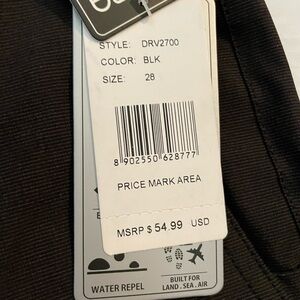 STYLE: DRV2700
COLOR: BLK
SIZE: 28
8 902550 628777
PRICE MARK AREA
MSRP $ 54.99 USD
WATER REPEL
BUILT FOR
LAND . SEA . AIR